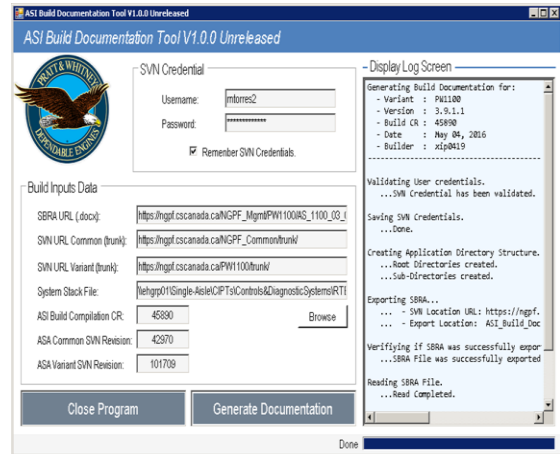 ASI Build Documentation Tool V1.0.0 Unreleased
ASI Build Documentation Tool V1.0.0 Unreleased
PRATT & WHITNEY
DEPENDABLE ENGINES
SVN Credential
Username: mtorres2
Password: *************
Remenber SVN Credentials.
Build Inputs Data
SBRA URL (.docx): https://ngpf.cscanada.ca/NGPF_Mgmt/PW1100/AS_1100_03_
SVN URL Common (trunk): https://ngpf.cscanada.ca/NGPF_Common/trunk/
SVN URL Variant (trunk): https://ngpf.cscanada.ca/PW1100/trunk/
System Stack File: \\ehgrp01\Single-Aisle\CIPTs\Controls&DiagnosticSystems\RTE
ASI Build Compilation CR: 45890
Browse
ASA Common SVN Revision: 42970
ASA Variant SVN Revision: 101709
Close Program
Generate Documentation
Display Log Screen
Generating Build Documentation for:
- Variant : PW1100
- Version : 3.9.1.1
- Build CR : 45890
- Date : May 04, 2016
- Builder : xip0419
----------------------------------------
Validating User credentials.
...SVN Credential has been validated.
Saving SVN Credentials.
...Done.
Creating Application Directory Structure.
...Root Directories created.
...Sub-Directories created.
Exporting SBRA...
... - SVN Location URL: https://ngpf.
... - Export Location: ASI_Build_Doc
Verifiying if SBRA was successfully expor
...SBRA File was successfully exported
Reading SBRA File.
...Read Completed.
Done